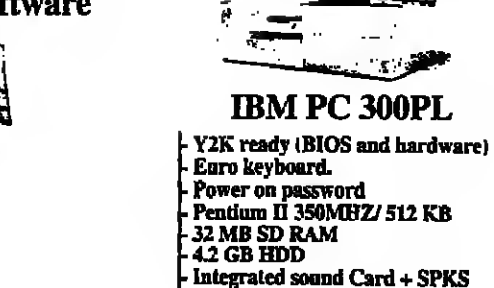 ftware
IBM PC 300PL
- Y2K ready (BIOS and hardware)
- Euro keyboard.
- Power on password
- Pentium II 350MHZ/ 512 KB
- 32 MB SD RAM
- 4.2 GB HDD
- Integrated sound Card + SPKS